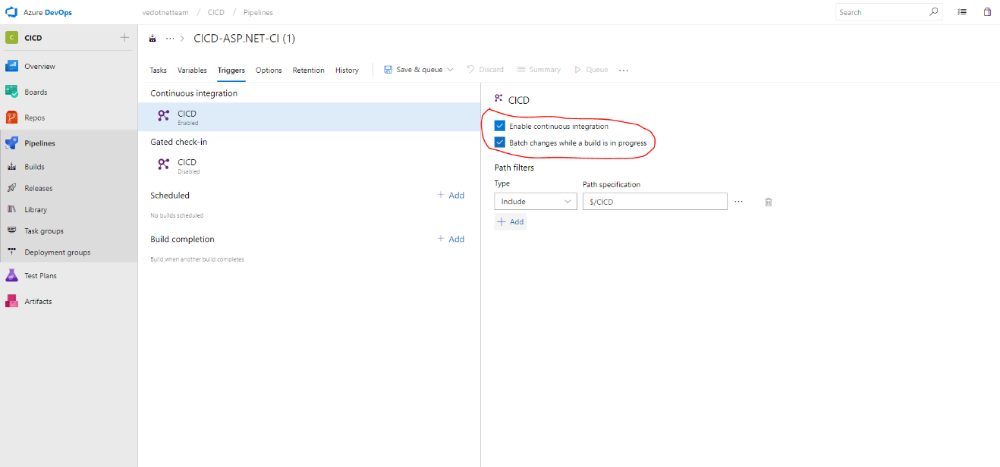 Azure DevOps
vedotnetteam / CICD / Pipelines
Search
C CICD
Overview
Boards
Repos
Pipelines
Builds
Releases
Library
Task groups
Deployment groups
Test Plans
Artifacts
··· > CICD-ASP.NET-CI (1)
Tasks Variables Triggers Options Retention History Save & queue Discard Summary Queue ···
Continuous integration
CICD
Enabled
Gated check-in
CICD
Disabled
Scheduled + Add
No builds scheduled
Build completion + Add
Build when another build completes
CICD
Enable continuous integration
Batch changes while a build is in progress
Path filters
Type Path specification
Include $/CICD ···
+ Add